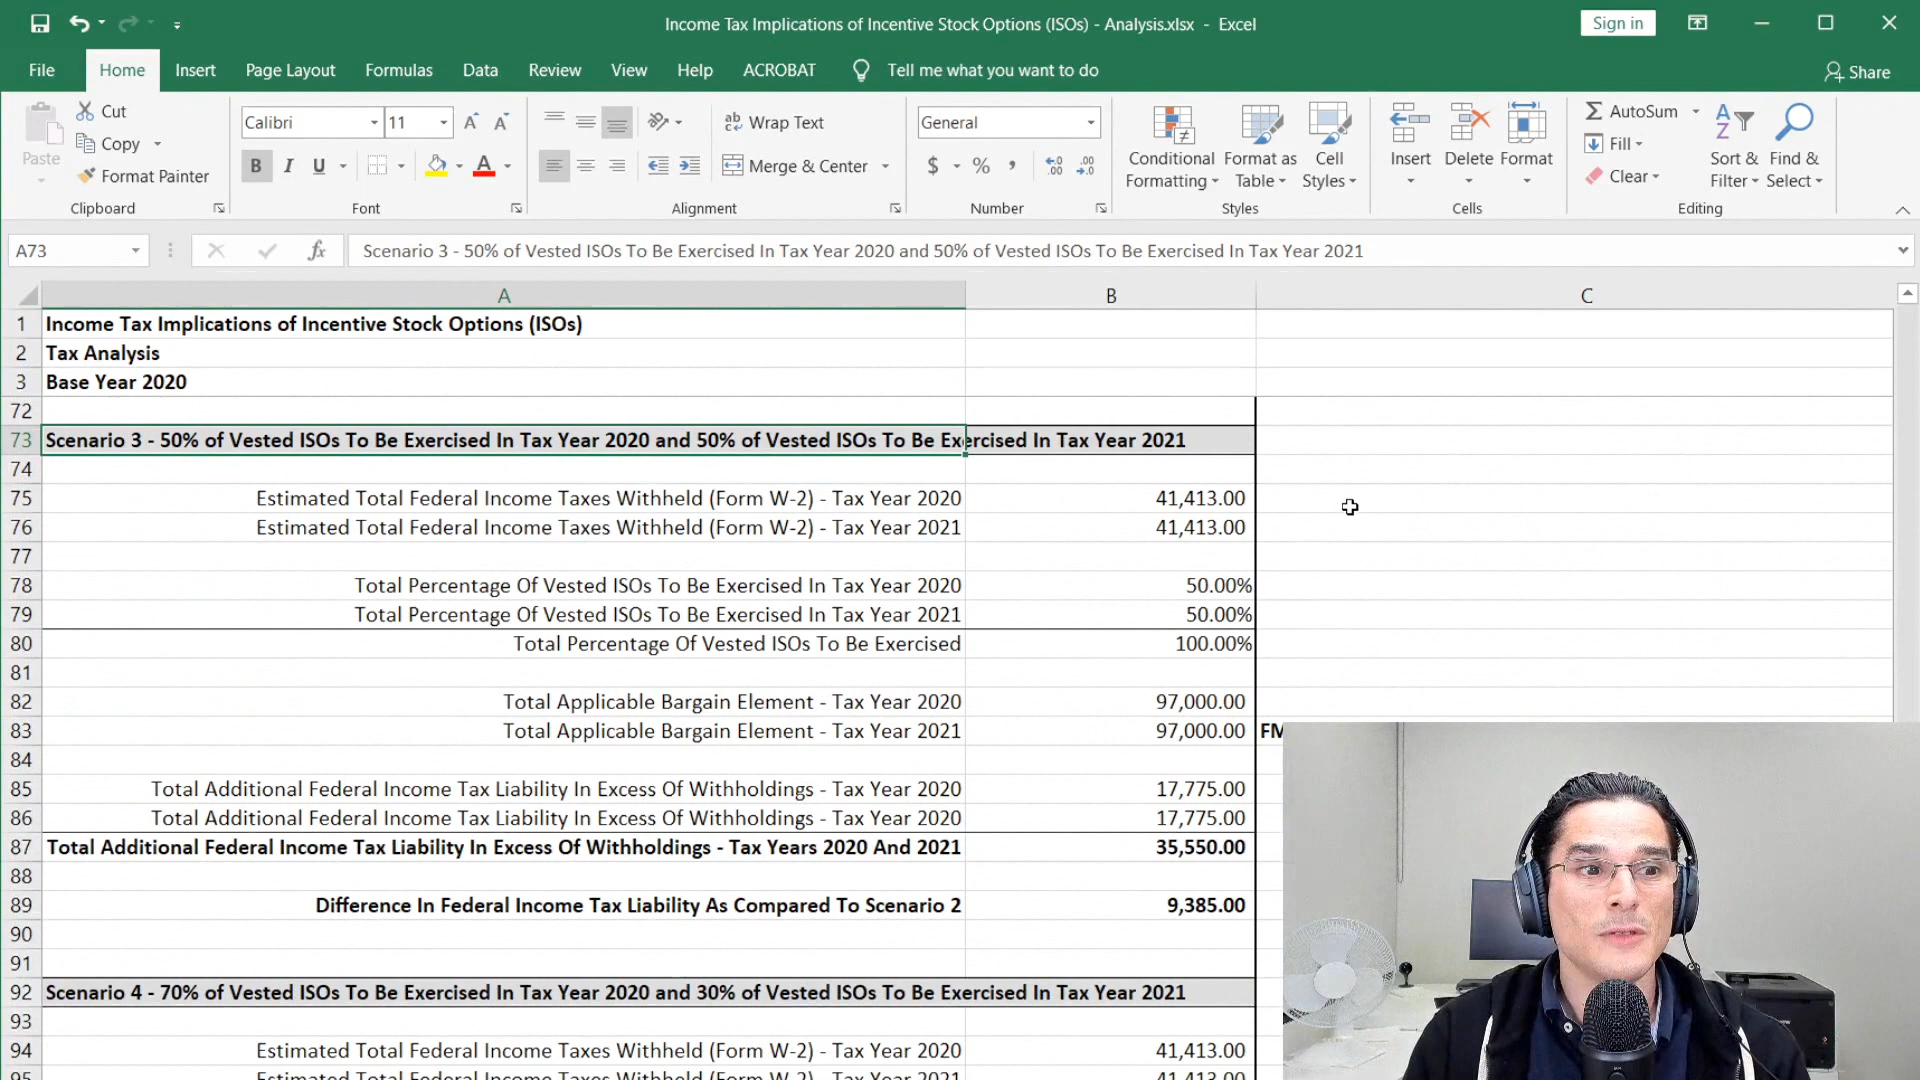 Income Tax Implications of Incentive Stock Options (ISOs) - Analysis.xlsx - Excel
Sign in
File Home Insert Page Layout Formulas Data Review View Help ACROBAT Tell me what you want to do Share
Paste
Cut
Copy
Format Painter
Clipboard
Calibri 11
B I U
Font
Wrap Text
Merge & Center
Alignment
General
$ % ,
Number
Conditional Formatting
Format as Table
Cell Styles
Styles
Insert Delete Format
Cells
AutoSum
Fill
Clear
Sort & Filter
Find & Select
Editing
A73 fx Scenario 3 - 50% of Vested ISOs To Be Exercised In Tax Year 2020 and 50% of Vested ISOs To Be Exercised In Tax Year 2021
A B C
1 Income Tax Implications of Incentive Stock Options (ISOs)
2 Tax Analysis
3 Base Year 2020
72
73 Scenario 3 - 50% of Vested ISOs To Be Exercised In Tax Year 2020 and 50% of Vested ISOs To Be Exercised In Tax Year 2021
74
75 Estimated Total Federal Income Taxes Withheld (Form W-2) - Tax Year 2020 41,413.00
76 Estimated Total Federal Income Taxes Withheld (Form W-2) - Tax Year 2021 41,413.00
77
78 Total Percentage Of Vested ISOs To Be Exercised In Tax Year 2020 50.00%
79 Total Percentage Of Vested ISOs To Be Exercised In Tax Year 2021 50.00%
80 Total Percentage Of Vested ISOs To Be Exercised 100.00%
81
82 Total Applicable Bargain Element - Tax Year 2020 97,000.00
83 Total Applicable Bargain Element - Tax Year 2021 97,000.00 FM
84
85 Total Additional Federal Income Tax Liability In Excess Of Withholdings - Tax Year 2020 17,775.00
86 Total Additional Federal Income Tax Liability In Excess Of Withholdings - Tax Year 2020 17,775.00
87 Total Additional Federal Income Tax Liability In Excess Of Withholdings - Tax Years 2020 And 2021 35,550.00
88
89 Difference In Federal Income Tax Liability As Compared To Scenario 2 9,385.00
90
91
92 Scenario 4 - 70% of Vested ISOs To Be Exercised In Tax Year 2020 and 30% of Vested ISOs To Be Exercised In Tax Year 2021
93
94 Estimated Total Federal Income Taxes Withheld (Form W-2) - Tax Year 2020 41,413.00
95 Estimated Total Federal Income Taxes Withheld (Form W-2) - Tax Year 2021 41,413.00